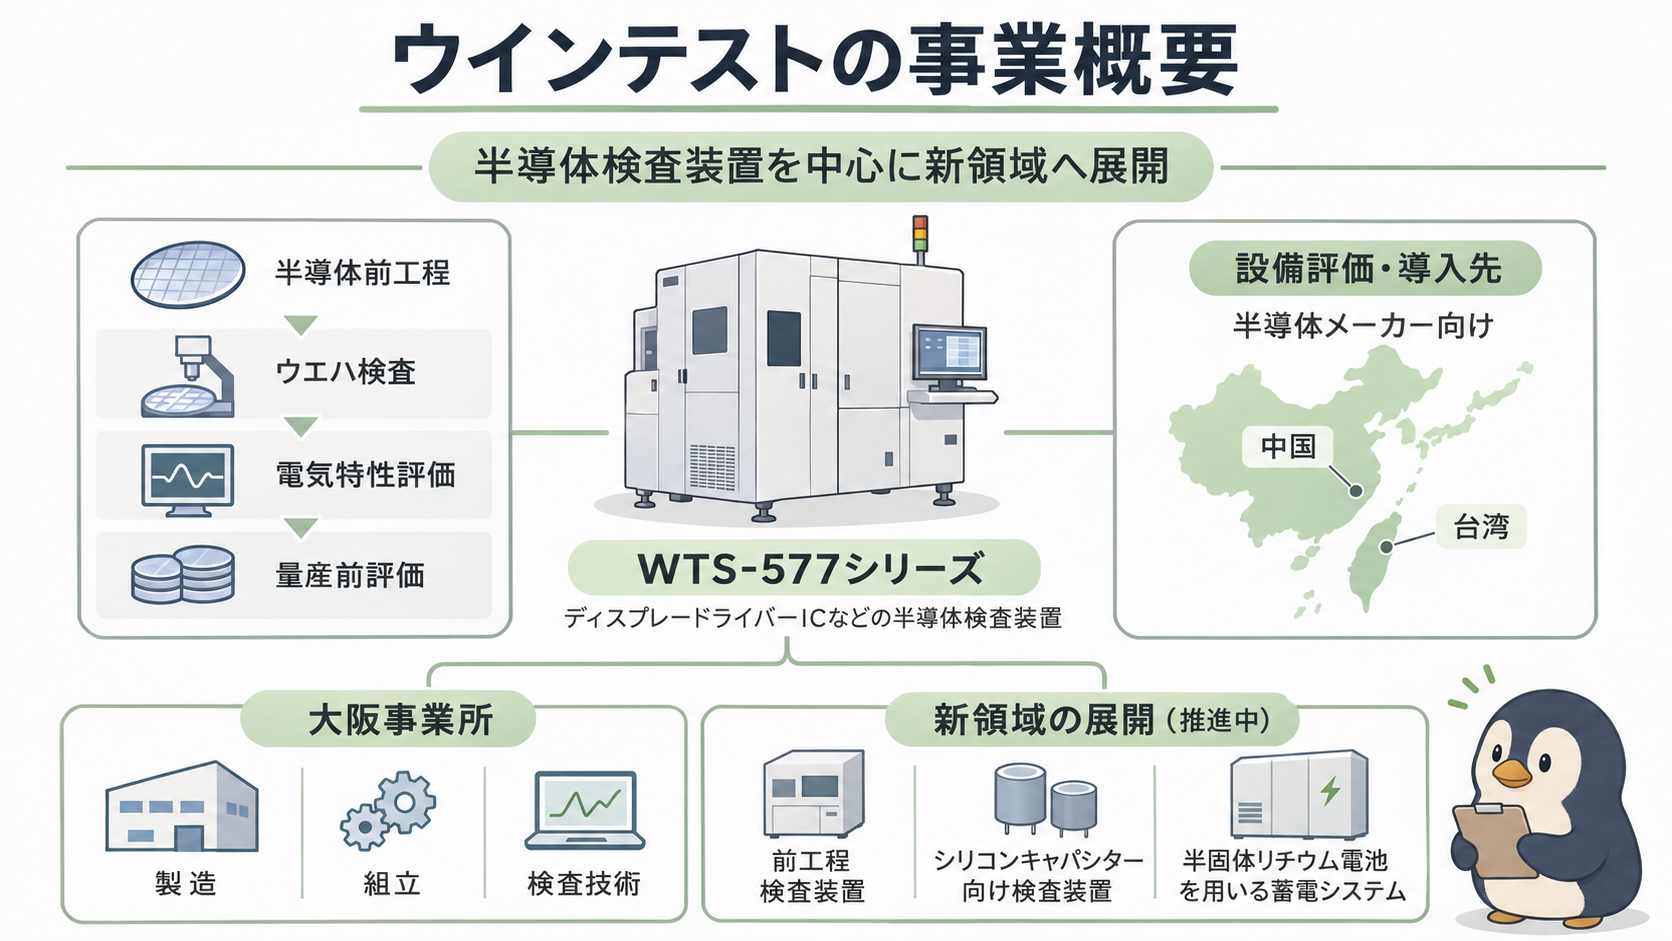 ウインテストの事業概要
半導体検査装置を中心に新領域へ展開
半導体前工程
ウエハ検査
電気特性評価
量産前評価
WTS-577シリーズ
ディスプレードライバーICなどの半導体検査装置
設備評価・導入先
半導体メーカー向け
中国
台湾
大阪事業所
製造
組立
検査技術
新領域の展開（推進中）
前工程
検査装置
シリコンキャパシター
向け検査装置
半固体リチウム電池
を用いる蓄電システム